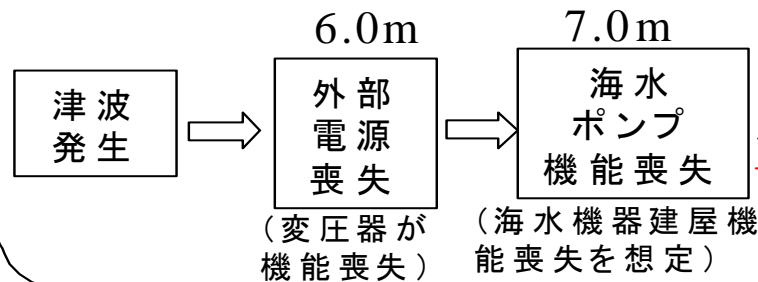 6.0m
7.0m
津波
発生
外部
電源
喪失
海水
ポンプ
機能喪失
(変圧器が
機能喪失)
(海水機器建屋機
能喪失を想定)